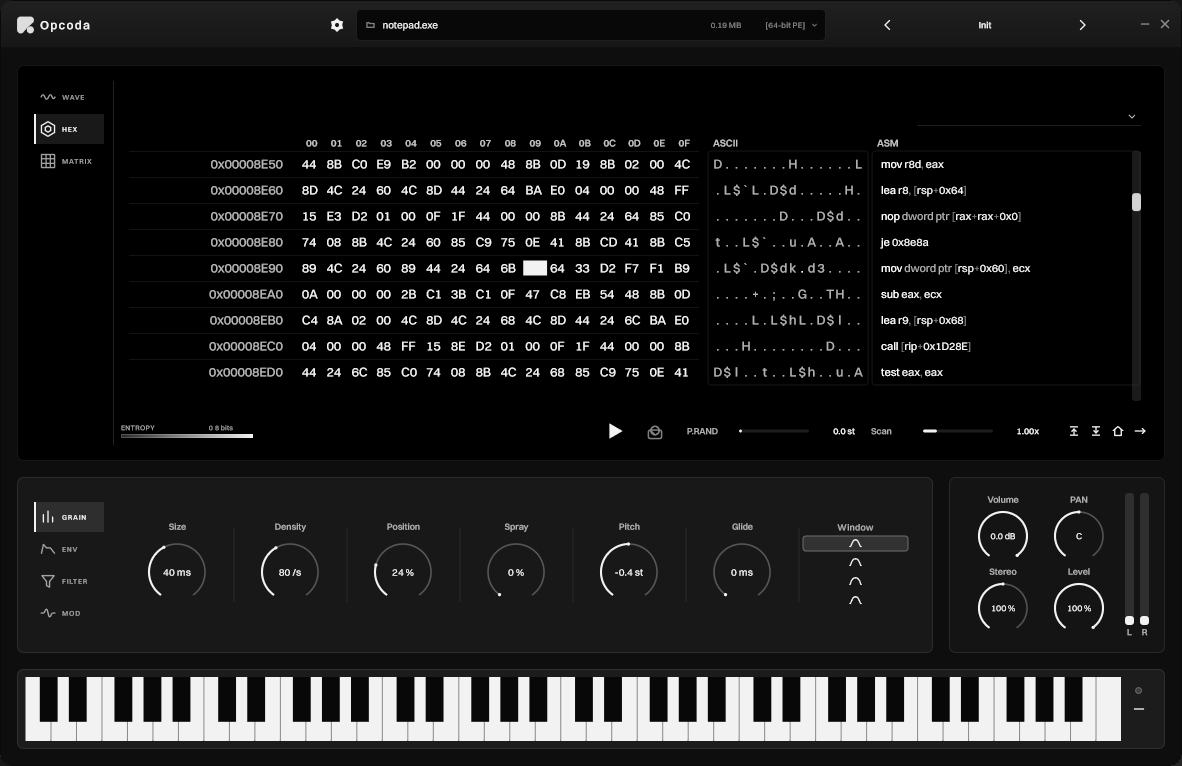 Opcoda
notepad.exe 0.19 MB [64-bit PE]
Init
WAVE
HEX
MATRIX
00 01 02 03 04 05 06 07 08 09 0A 0B 0C 0D 0E 0F ASCII ASM
0x00008E50 44 8B C0 E9 B2 00 00 00 48 8B 0D 19 8B 02 00 4C D.......H......L mov r8d, eax
0x00008E60 8D 4C 24 60 4C 8D 44 24 64 BA E0 04 00 00 48 FF .L$`L.D$d.....H. lea r8, [rsp+0x64]
0x00008E70 15 E3 D2 01 00 0F 1F 44 00 00 8B 44 24 64 85 C0 .......D...D$d.. nop dword ptr [rax+rax+0x0]
0x00008E80 74 08 8B 4C 24 60 85 C9 75 0E 41 8B CD 41 8B C5 t..L$`..u.A..A.. je 0x8e8a
0x00008E90 89 4C 24 60 89 44 24 64 6B 64 33 D2 F7 F1 B9 .L$`.D$dk.d3.... mov dword ptr [rsp+0x60], ecx
0x00008EA0 0A 00 00 00 2B C1 3B C1 0F 47 C8 EB 54 48 8B 0D ....+.;..G..TH.. sub eax, ecx
0x00008EB0 C4 8A 02 00 4C 8D 4C 24 68 4C 8D 44 24 6C BA E0 ....L.L$hL.D$l.. lea r9, [rsp+0x68]
0x00008EC0 04 00 00 48 FF 15 8E D2 01 00 0F 1F 44 00 00 8B ...H........D... call [rip+0x1D28E]
0x00008ED0 44 24 6C 85 C0 74 08 8B 4C 24 68 85 C9 75 0E 41 D$l..t..L$h..u.A test eax, eax
ENTROPY 0 8 bits
P.RAND 0.0 st Scan 1.00x
GRAIN
ENV
FILTER
MOD
Size Density Position Spray Pitch Glide Window
40 ms 80 /s 24 % 0 % -0.4 st 0 ms
Volume PAN
0.0 dB C
Stereo Level
100 % 100 %
L R